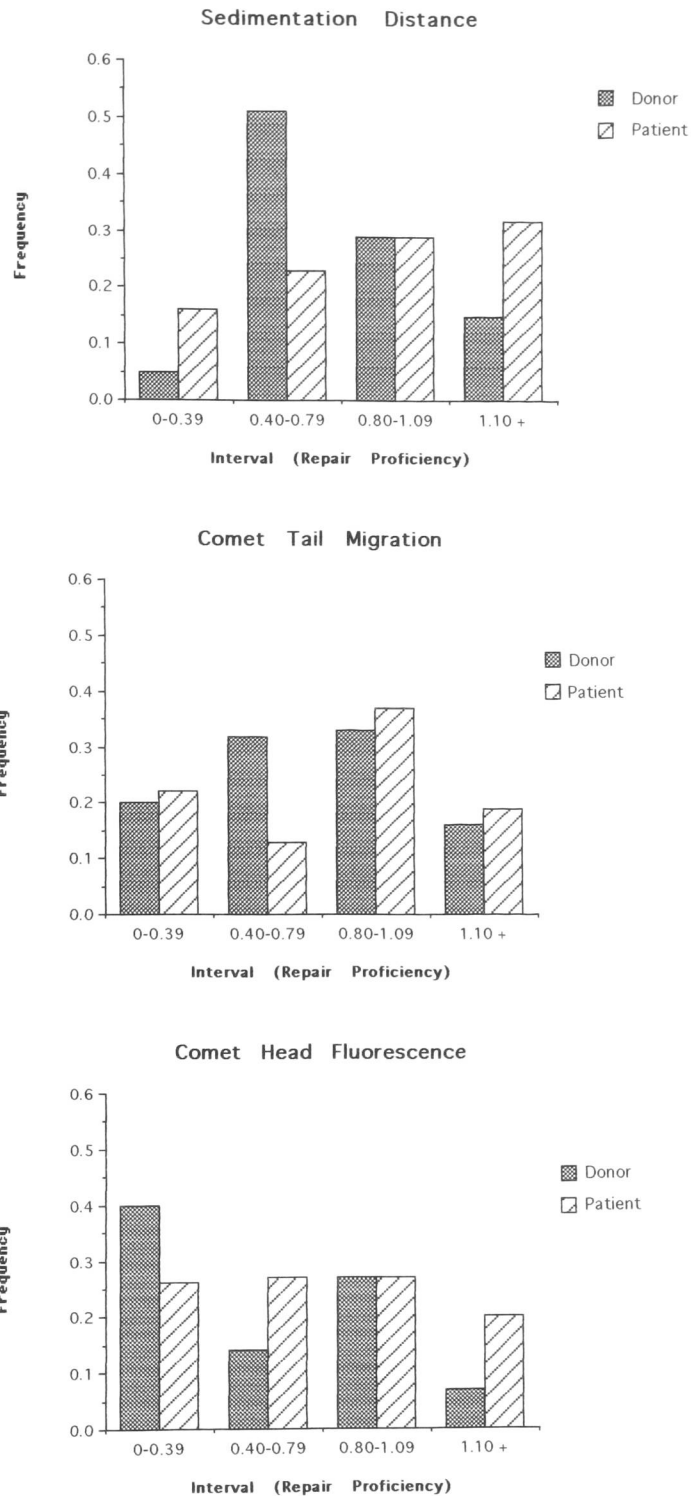 Sedimentation Distance
0.6
0.5
0.4
0.3
0.2
0.1
0.0
Frequency
Donor
Patient
0-0.39 0.40-0.79 0.80-1.09 1.10 +
Interval (Repair Proficiency)
Comet Tail Migration
0.6
0.5
0.4
0.3
0.2
0.1
0.0
Frequency
Donor
Patient
0-0.39 0.40-0.79 0.80-1.09 1.10 +
Interval (Repair Proficiency)
Comet Head Fluorescence
0.6
0.5
0.4
0.3
0.2
0.1
0.0
Frequency
Donor
Patient
0-0.39 0.40-0.79 0.80-1.09 1.10 +
Interval (Repair Proficiency)